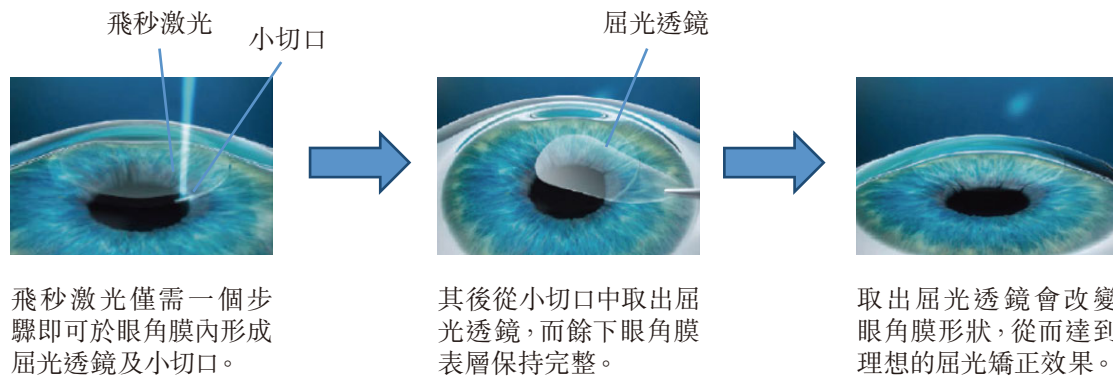 飛秒激光
小切口
屈光透鏡
飛秒激光僅需一個步
驟即可於眼角膜內形成
屈光透鏡及小切口。
其後從小切口中取出屈
光透鏡，而餘下眼角膜
表層保持完整。
取出屈光透鏡會改變
眼角膜形狀，從而達到
理想的屈光矯正效果。